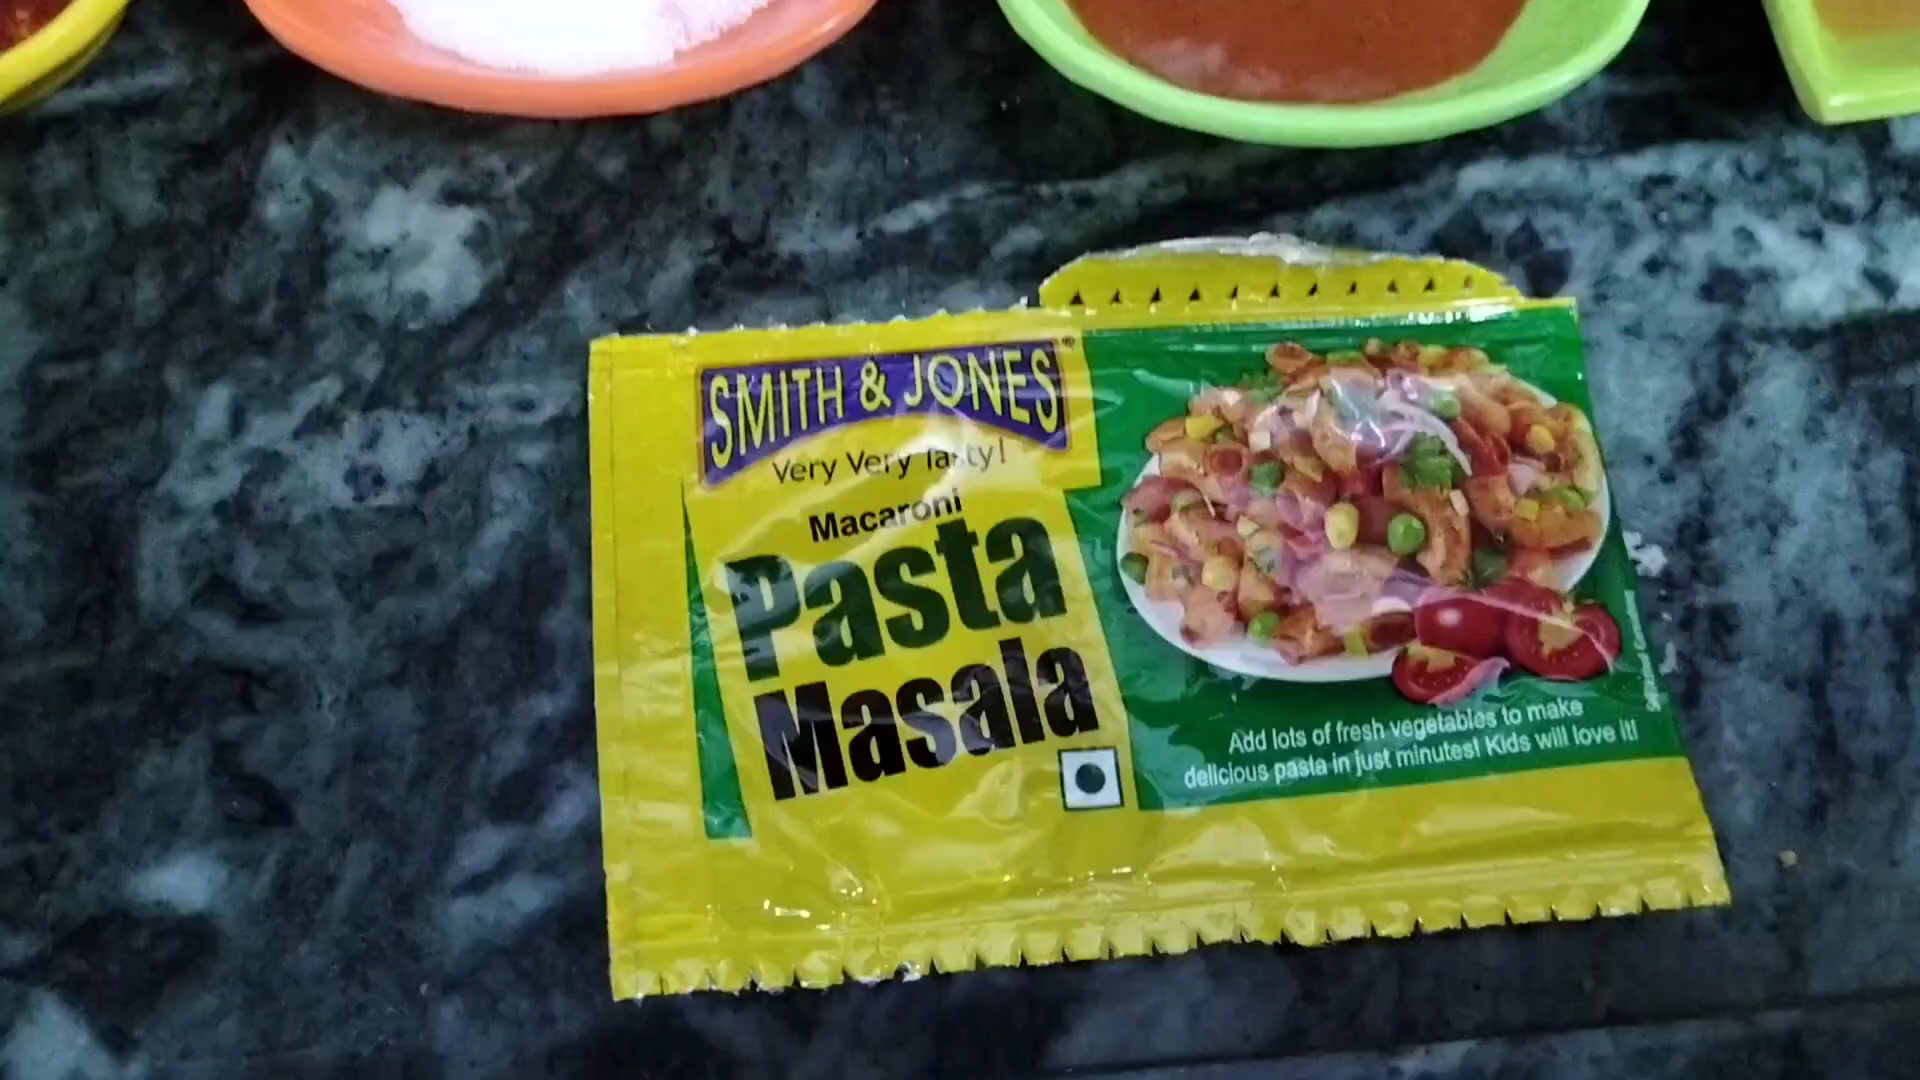 SMITH & JONES®
Very Very Tasty!
Macaroni
Pasta
Masala
Add lots of fresh vegetables to make
delicious pasta in just minutes! Kids will love it!